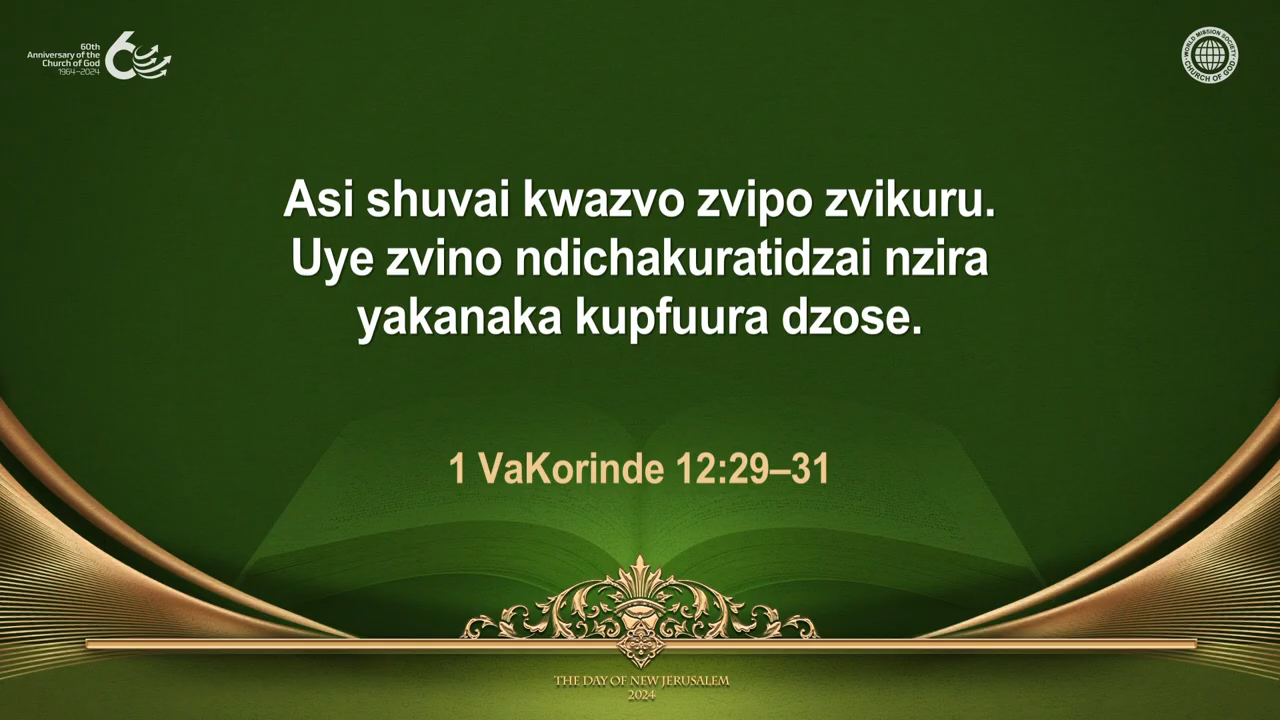 60th
Anniversary of the
Church of God
1964–2024
60
WORLD MISSION SOCIETY
CHURCH OF GOD
Asi shuvai kwazvo zvipo zvikuru.
Uye zvino ndichakuratidzai nzira
yakanaka kupfuura dzose.
1 VaKorinde 12:29–31
THE DAY OF NEW JERUSALEM
2024